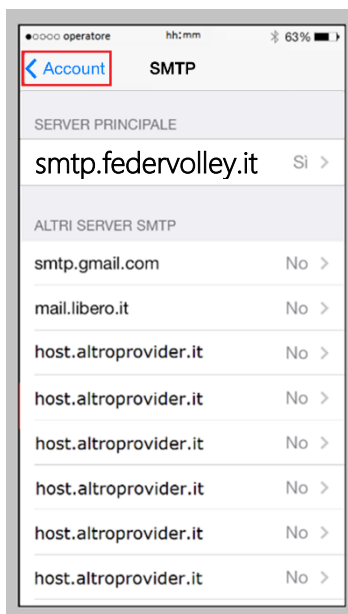 operatore hh:mm 63%
Account SMTP
SERVER PRINCIPALE
smtp.federvolley.it Sì
ALTRI SERVER SMTP
smtp.gmail.com No
mail.libero.it No
host.altroprovider.it No
host.altroprovider.it No
host.altroprovider.it No
host.altroprovider.it No
host.altroprovider.it No
host.altroprovider.it No